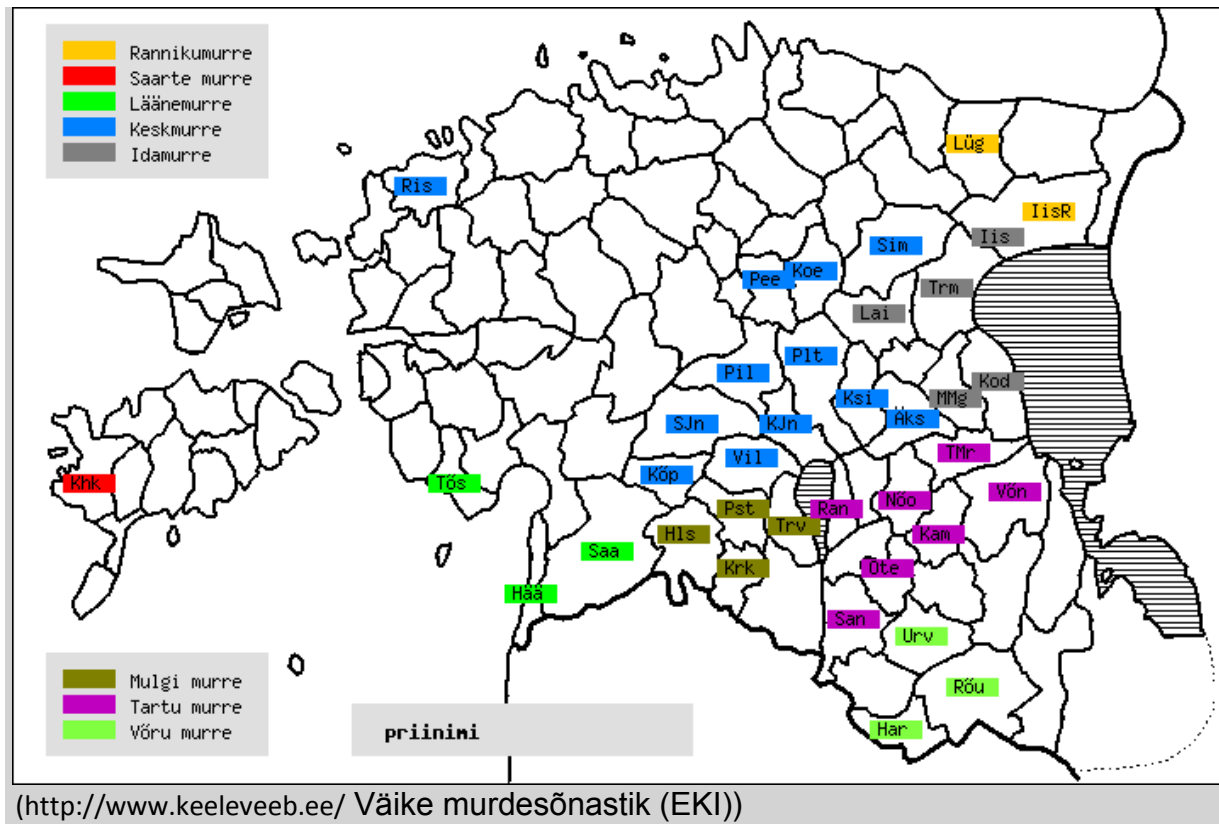 Rannikumurre
Saarte murre
Läänemurre
Keskmurre
Idamurre
Lüg
Ris
IisR
Iis
Sim
Koe
Pee
Trm
Lai
Plt
Pil
Kod
Ksi
MMg
Äks
SJn
KJn
TMr
Vil
Kõp
Khk
Tõs
Võn
Nõo
Pst
Ran
Trv
Hls
Kam
Saa
Krk
Õte
Hää
San
Urv
Rõu
Har
Mulgi murre
Tartu murre
Võru murre
priinimi
(http://www.keeleveeb.ee/ Väike murdesõnastik (EKI))